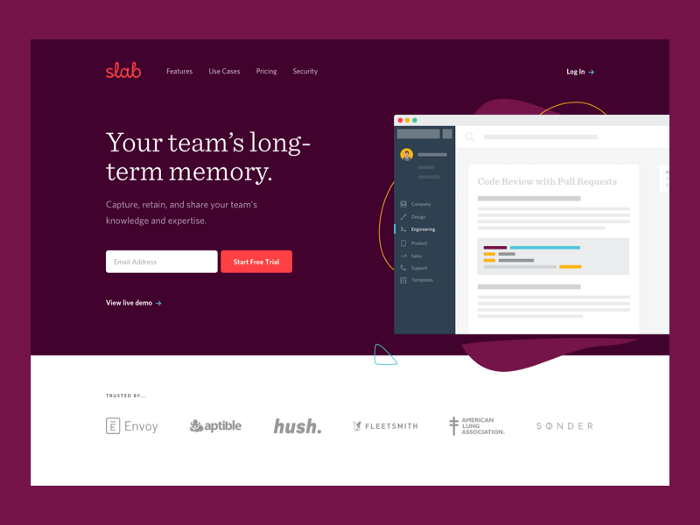 slab
Features
Use Cases
Pricing
Security
Log In →
Your team's long-
term memory.
Capture, retain, and share your team's
knowledge and expertise.
Email Address
Start Free Trial
View live demo →
Code Review with Pull Requests
Company
Design
Engineering
Product
Sales
Support
Templates
TRUSTED BY...
Envoy
aptible
hush.
FLEETSMITH
AMERICAN
LUNG
ASSOCIATION.
SONDER